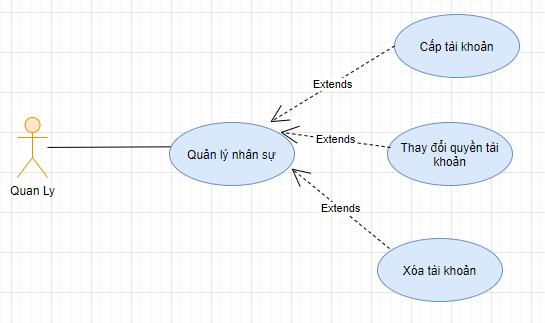 Cấp tài khoản
Extends
Extends
Thay đổi quyền tài
khoản
Quản lý nhân sự
Quan Ly
Extends
Xóa tài khoản